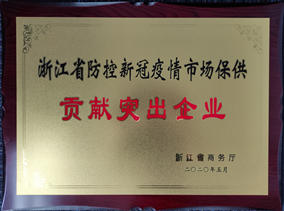 浙江省防控新冠疫情市场保供
贡献突出企业
浙江省商务厅
二〇二〇年五月